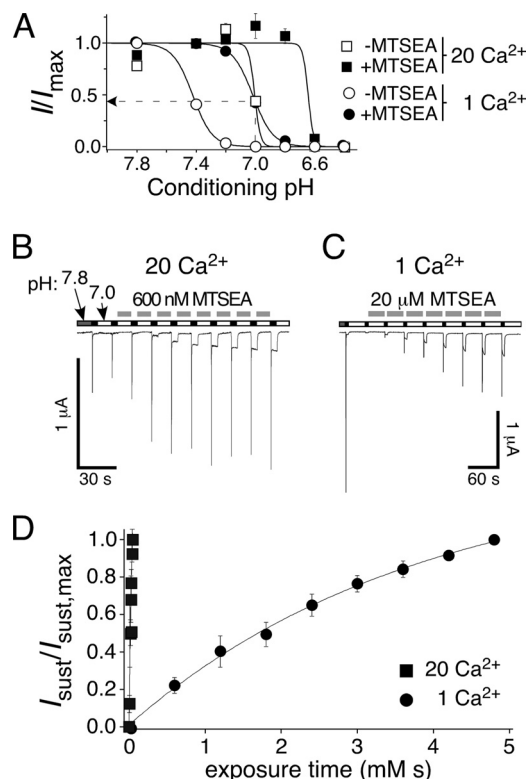 A
I/Imax
1.0
0.5
0.0
7.8 7.4 7.0 6.6
Conditioning pH
-MTSEA
+MTSEA
20 Ca2+
-MTSEA
+MTSEA
1 Ca2+
B
20 Ca2+
pH: 7.8
7.0
600 nM MTSEA
1 µA
30 s
C
1 Ca2+
20 µM MTSEA
1 µA
60 s
D
Isust/Isust,max
1.0
0.8
0.6
0.4
0.2
0.0
0 1 2 3 4 5
exposure time (mM s)
20 Ca2+
1 Ca2+